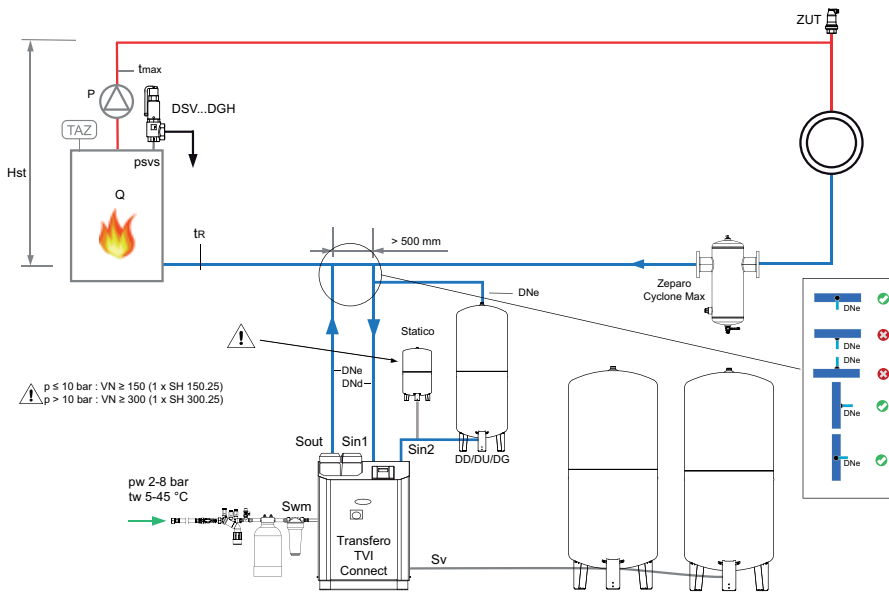 ZUT
tmax
P
DSV...DGH
TAZ
psvs
Hst
Q
tR
> 500 mm
DNe
Zeparo
Cyclone Max
Statico
DNe
DNe
DNe
DNe
DNe
p ≤ 10 bar : VN ≥ 150 (1 x SH 150.25)
p > 10 bar : VN ≥ 300 (1 x SH 300.25)
DNe
DNd
Sout
Sin1
Sin2
DD/DU/DG
pw 2-8 bar
tw 5-45 °C
Swm
Transfero
TVI
Connect
Sv